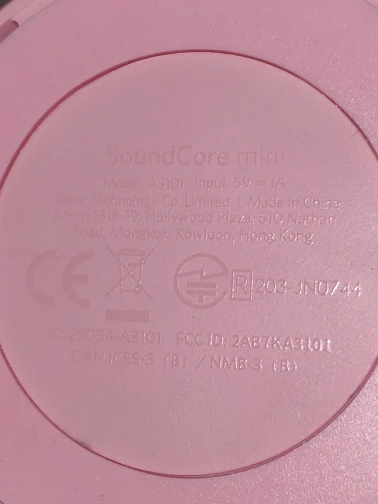 SoundCore mini
Model: A3101 Input: 5V⎓1A
Anker Technology Co. Limited | Made in China
Room 1318-19, Hollywood Plaza, 610, Nathan
Road, Mongkok, Kowloon, Hong Kong
CE R 203-JN0744
IC: 23054-A3101 FCC ID: 2AB7KA3101
CAN ICES-3 (B) / NMB-3 (B)